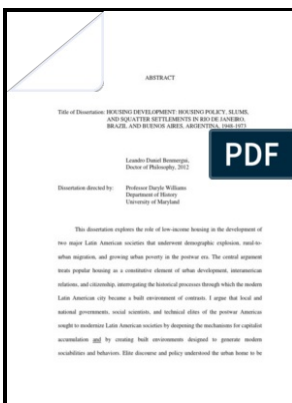 ABSTRACT
Title of Dissertation: HOUSING DEVELOPMENT: HOUSING POLICY, SLUMS,
AND SQUATTER SETTLEMENTS IN RIO DE JANEIRO,
BRAZIL AND BUENOS AIRES, ARGENTINA, 1948-1973
Leandro Daniel Benmergui,
Doctor of Philosophy, 2012
PDF
Dissertation directed by: Professor Daryle Williams
Department of History
University of Maryland
This dissertation explores the role of low-income housing in the development of
two major Latin American societies that underwent demographic explosion, rural-to-
urban migration, and growing urban poverty in the postwar era. The central argument
treats popular housing as a constitutive element of urban development, interamerican
relations, and citizenship, interrogating the historical processes through which the modern
Latin American city became a built environment of contrasts. I argue that local and
national governments, social scientists, and technical elites of the postwar Americas
sought to modernize Latin American societies by deepening the mechanisms for capitalist
accumulation and by creating built environments designed to generate modern
sociabilities and behaviors. Elite discourse and policy understood the urban home to be